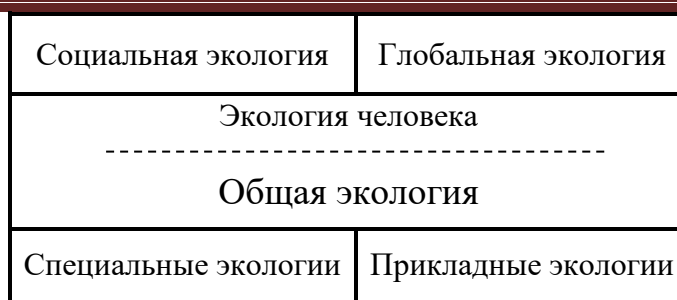 Социальная экология
Глобальная экология
Экология человека
Общая экология
Специальные экологии
Прикладные экологии